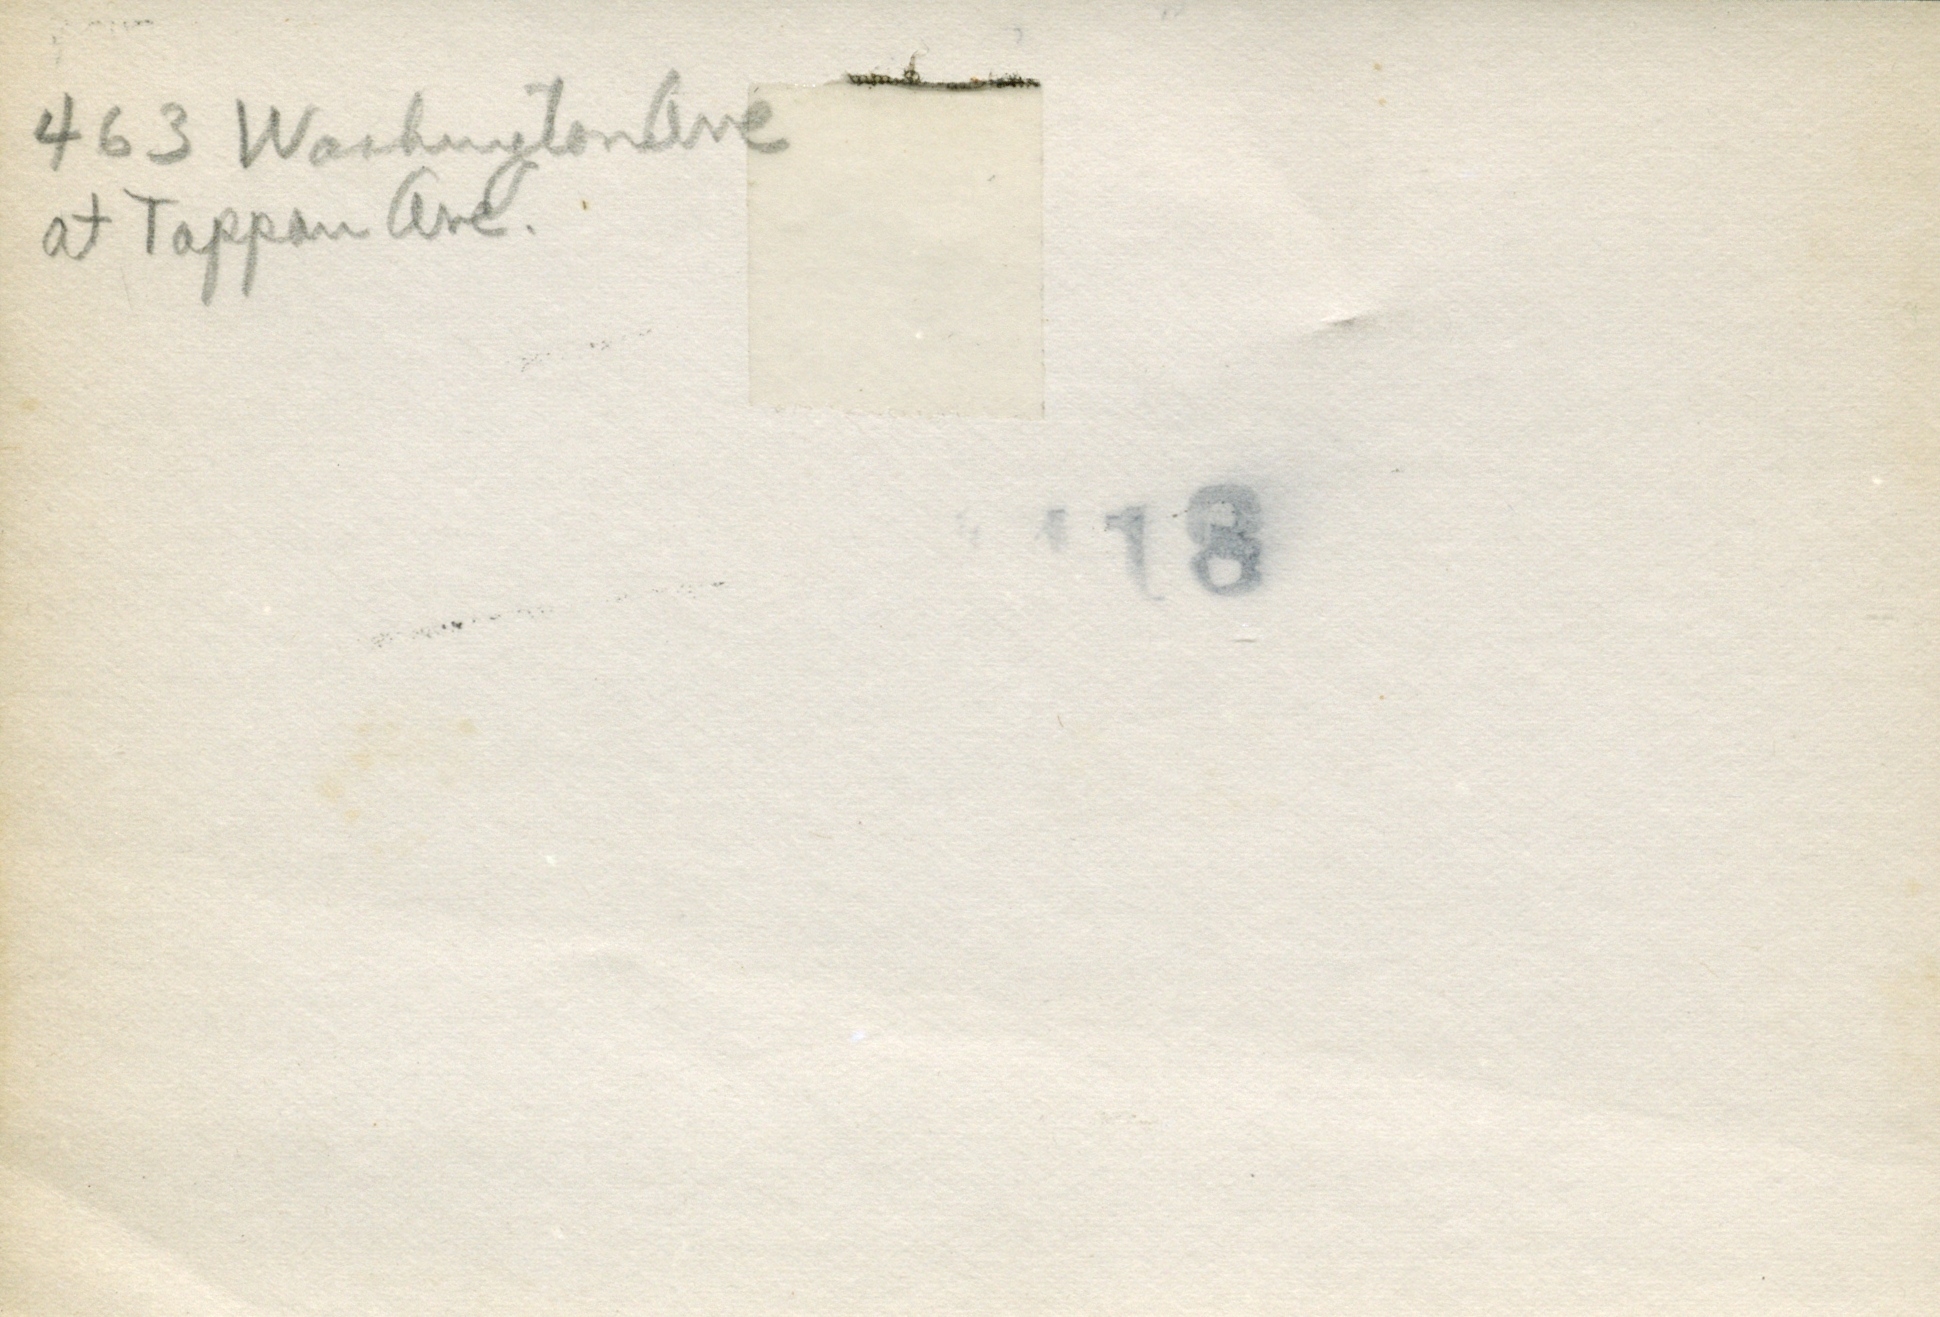 463 Washington Ave
at Tappan Ave.